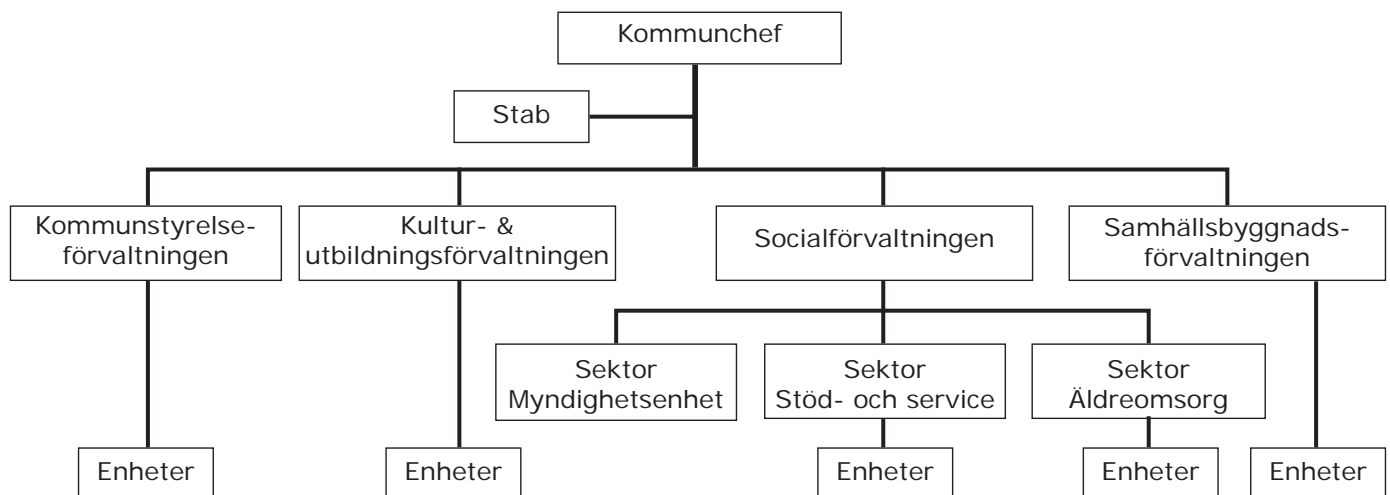 Kommunchef
Stab
Kommunstyrelse-
förvaltningen
Kultur- &
utbildningsförvaltningen
Socialförvaltningen
Samhällsbyggnads-
förvaltningen
Sektor
Myndighetsenhet
Sektor
Stöd- och service
Sektor
Äldreomsorg
Enheter
Enheter
Enheter
Enheter
Enheter